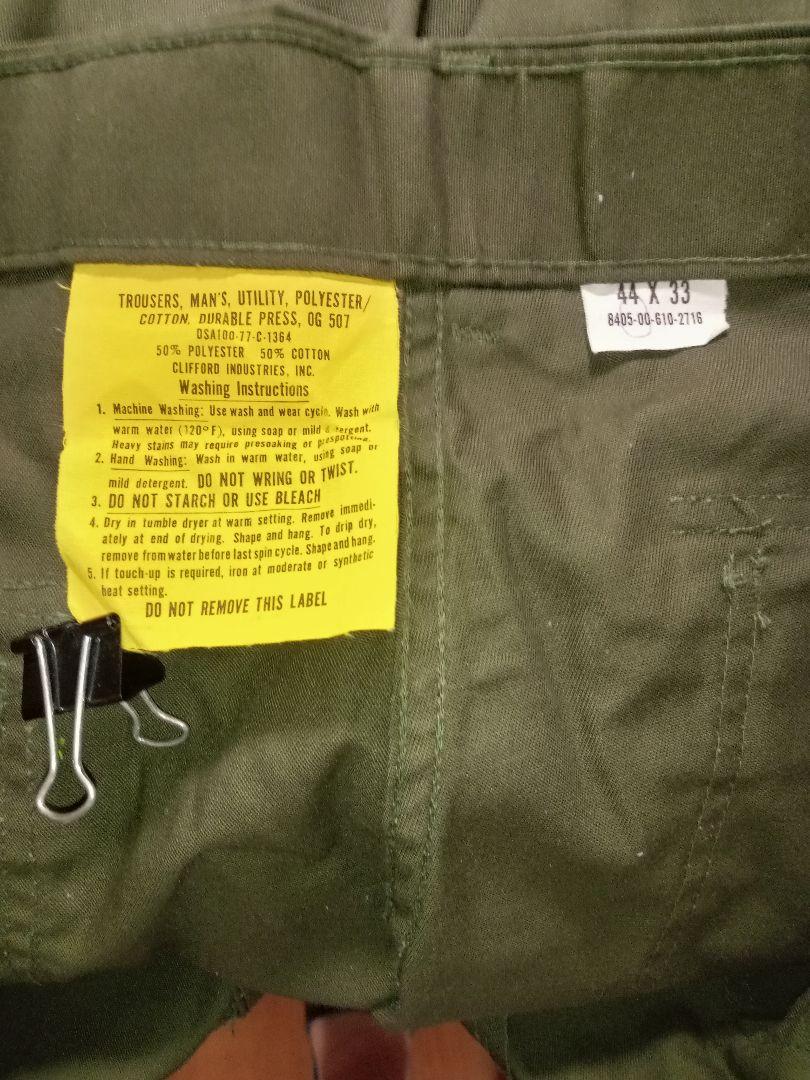 TROUSERS, MAN'S, UTILITY, POLYESTER/
COTTON, DURABLE PRESS, OG 507
DSA100-77-C-1364
50% POLYESTER 50% COTTON
CLIFFORD INDUSTRIES, INC.
Washing Instructions
1. Machine Washing: Use wash and wear cycle. Wash with
warm water (120°F), using soap or mild detergent.
Heavy stains may require presoaking or prespotting.
2. Hand Washing: Wash in warm water, using soap or
mild detergent. DO NOT WRING OR TWIST.
3. DO NOT STARCH OR USE BLEACH
4. Dry in tumble dryer at warm setting. Remove immedi-
ately at end of drying. Shape and hang. To drip dry,
remove from water before last spin cycle. Shape and hang.
5. If touch-up is required, iron at moderate or synthetic
heat setting.
DO NOT REMOVE THIS LABEL
44 X 33
8405-00-610-2716